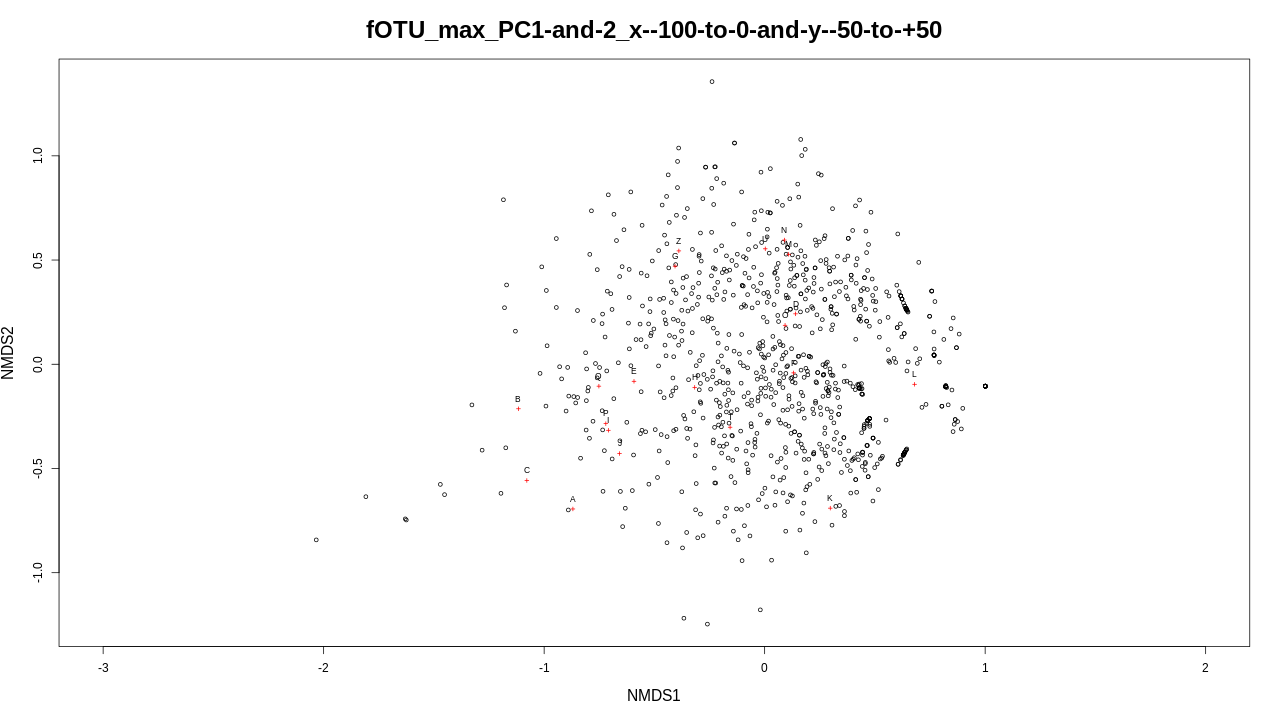 fOTU_max_PC1-and-2_x--100-to-0-and-y--50-to-+50
NMDS2
1.0
0.5
0.0
-0.5
-1.0
N
Z
G
E
L
B
C
A
K
-3
-2
-1
0
1
2
NMDS1